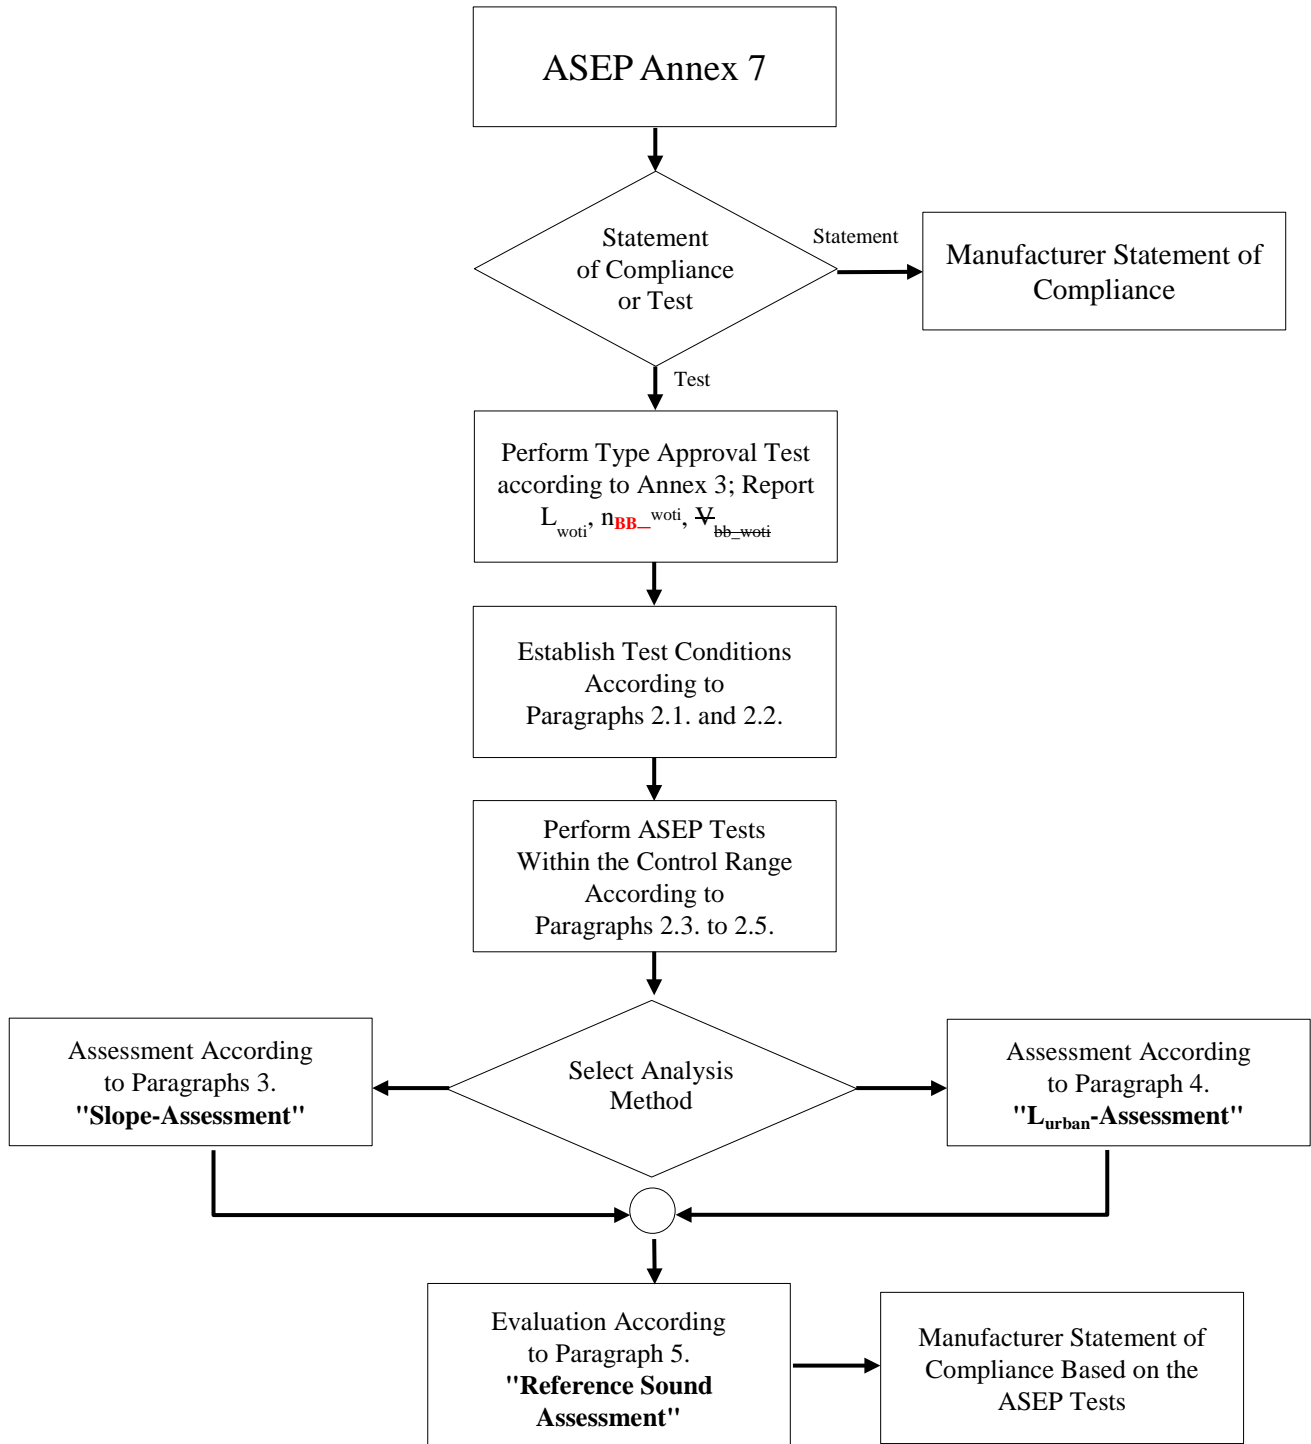 ASEP Annex 7
Statement
of Compliance
or Test
Statement
Manufacturer Statement of
Compliance
Test
Perform Type Approval Test
according to Annex 3; Report
L_woti, n_BB_ woti, V_bb_woti
Establish Test Conditions
According to
Paragraphs 2.1. and 2.2.
Perform ASEP Tests
Within the Control Range
According to
Paragraphs 2.3. to 2.5.
Select Analysis
Method
Assessment According
to Paragraphs 3.
"Slope-Assessment"
Assessment According
to Paragraph 4.
"Lurban-Assessment"
Evaluation According
to Paragraph 5.
"Reference Sound
Assessment"
Manufacturer Statement of
Compliance Based on the
ASEP Tests